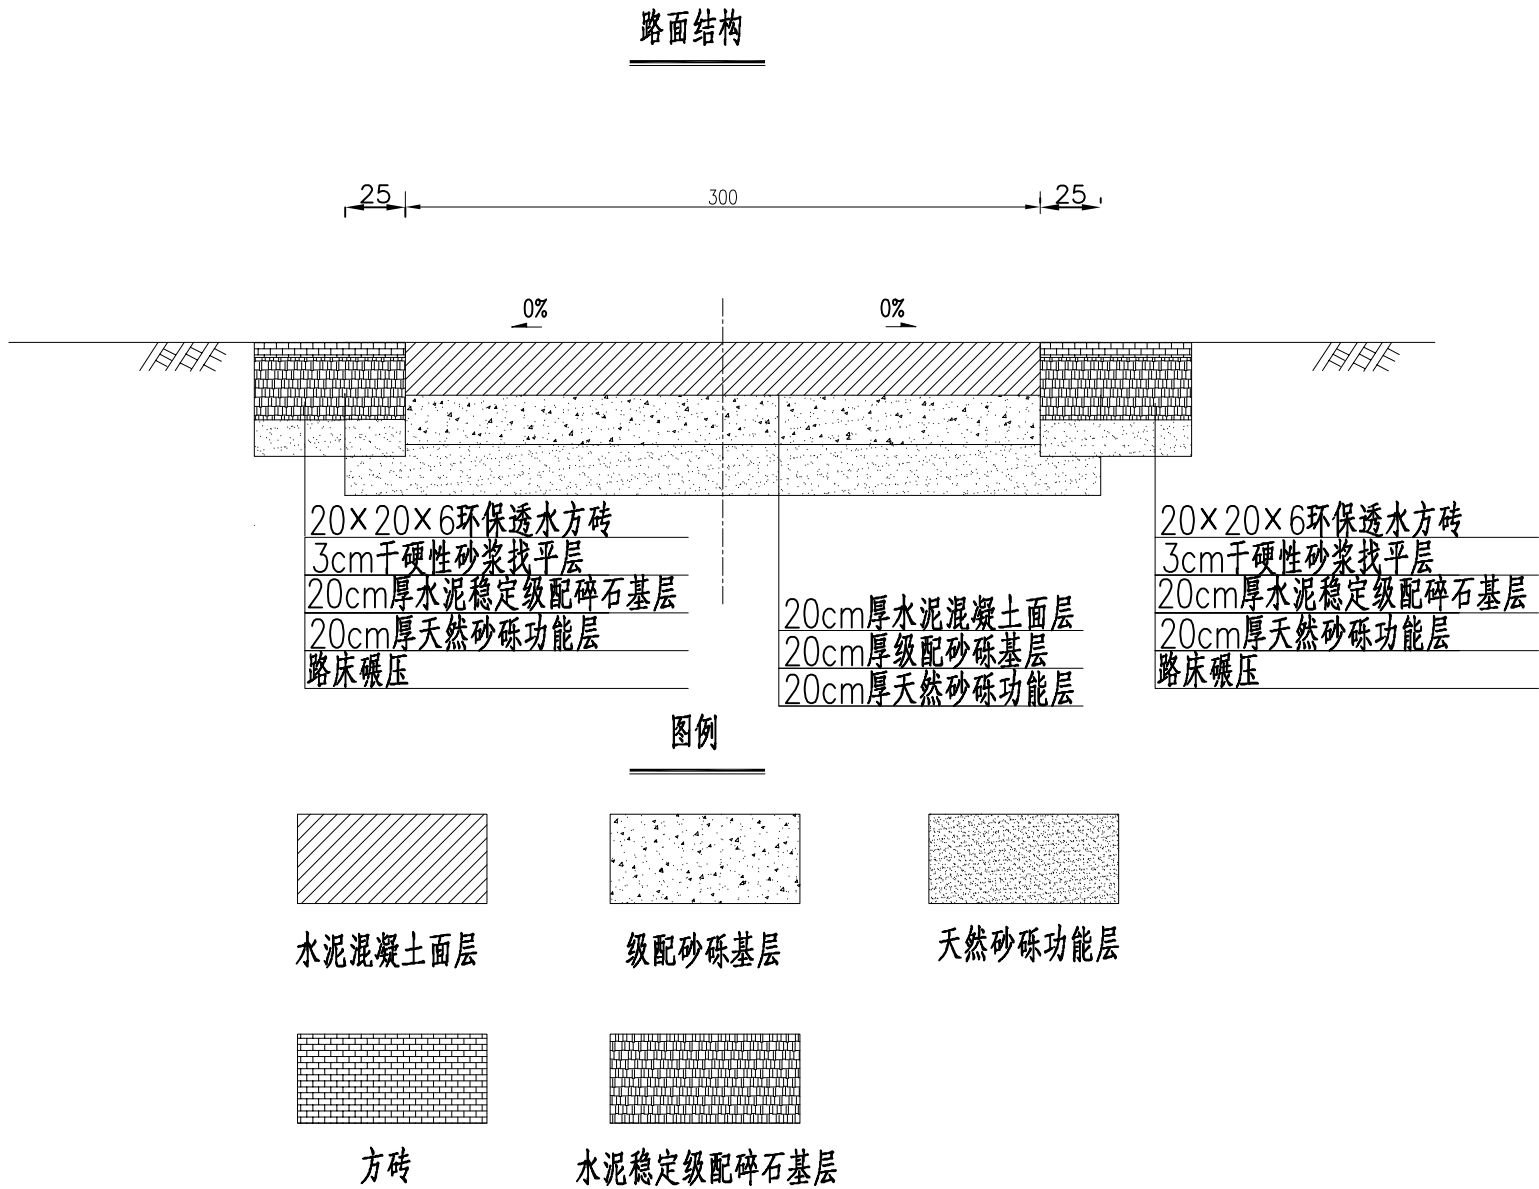 路面结构
25
300
25
0%
0%
20×20×6环保透水方砖
3cm干硬性砂浆找平层
20cm厚水泥稳定级配碎石基层
20cm厚天然砂砾功能层
路床碾压
20cm厚水泥混凝土面层
20cm厚级配砂砾基层
20cm厚天然砂砾功能层
20×20×6环保透水方砖
3cm干硬性砂浆找平层
20cm厚水泥稳定级配碎石基层
20cm厚天然砂砾功能层
路床碾压
图例
水泥混凝土面层
级配砂砾基层
天然砂砾功能层
方砖
水泥稳定级配碎石基层